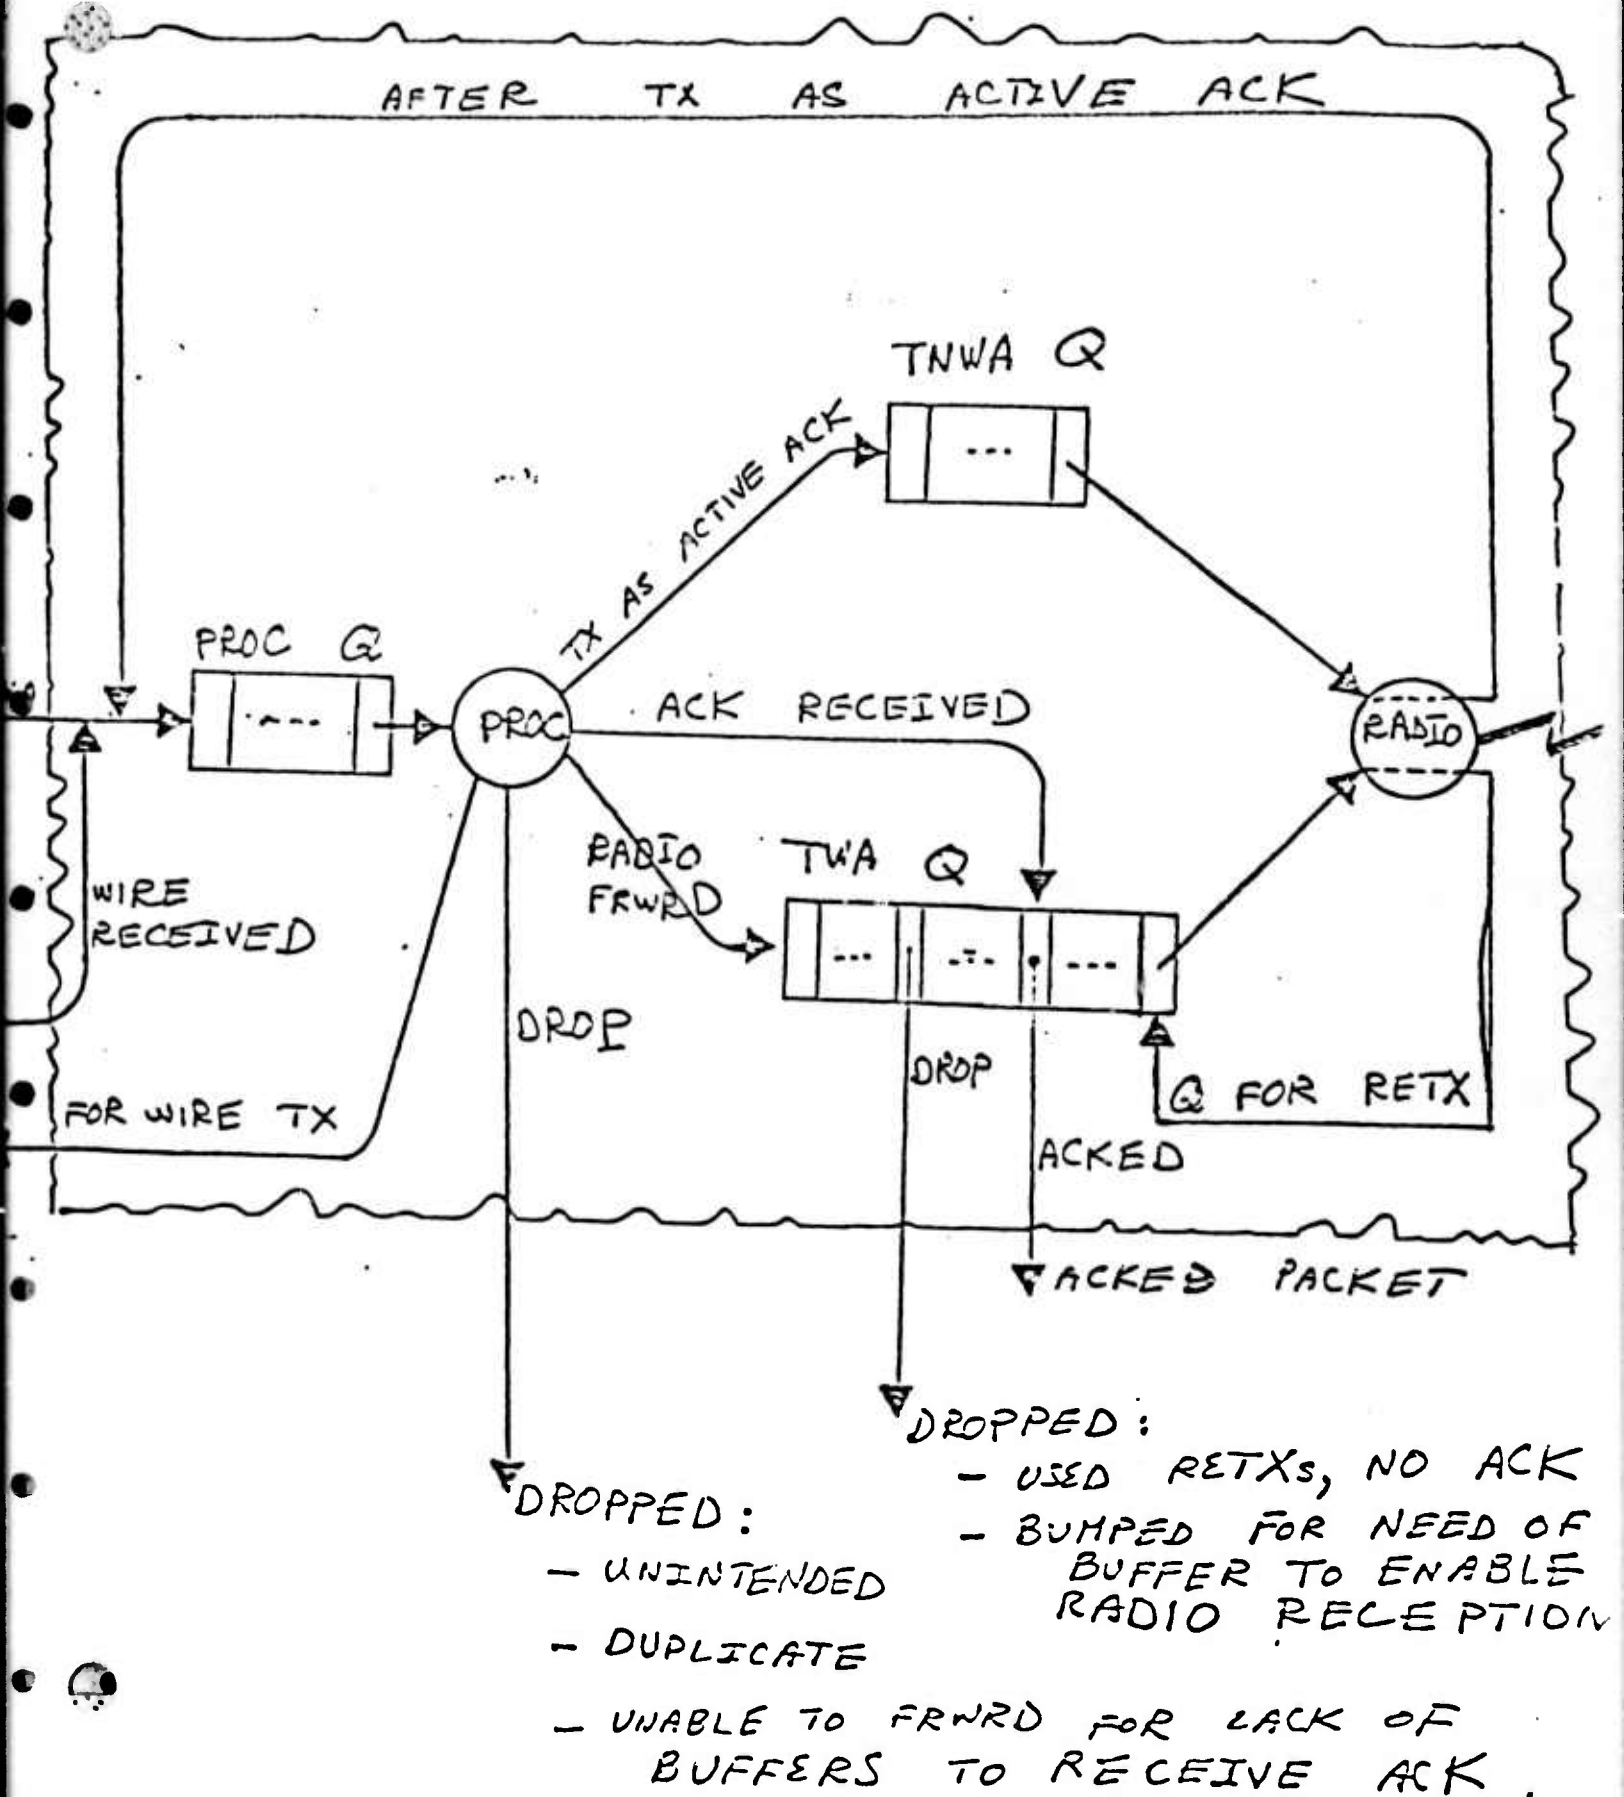 AFTER TX AS ACTIVE ACK
TNWA Q
TX AS ACTIVE ACK
PROC Q
PROC
ACK RECEIVED
RADIO
RADIO
FRWRD
TWA Q
WIRE
RECEIVED
DROP
DROP
Q FOR RETX
FOR WIRE TX
ACKED
ACKED PACKET
DROPPED:
- USED RETXs, NO ACK
- BUMPED FOR NEED OF
BUFFER TO ENABLE
RADIO RECEPTION
DROPPED:
- UNINTENDED
- DUPLICATE
- UNABLE TO FRWRD FOR LACK OF
BUFFERS TO RECEIVE ACK.